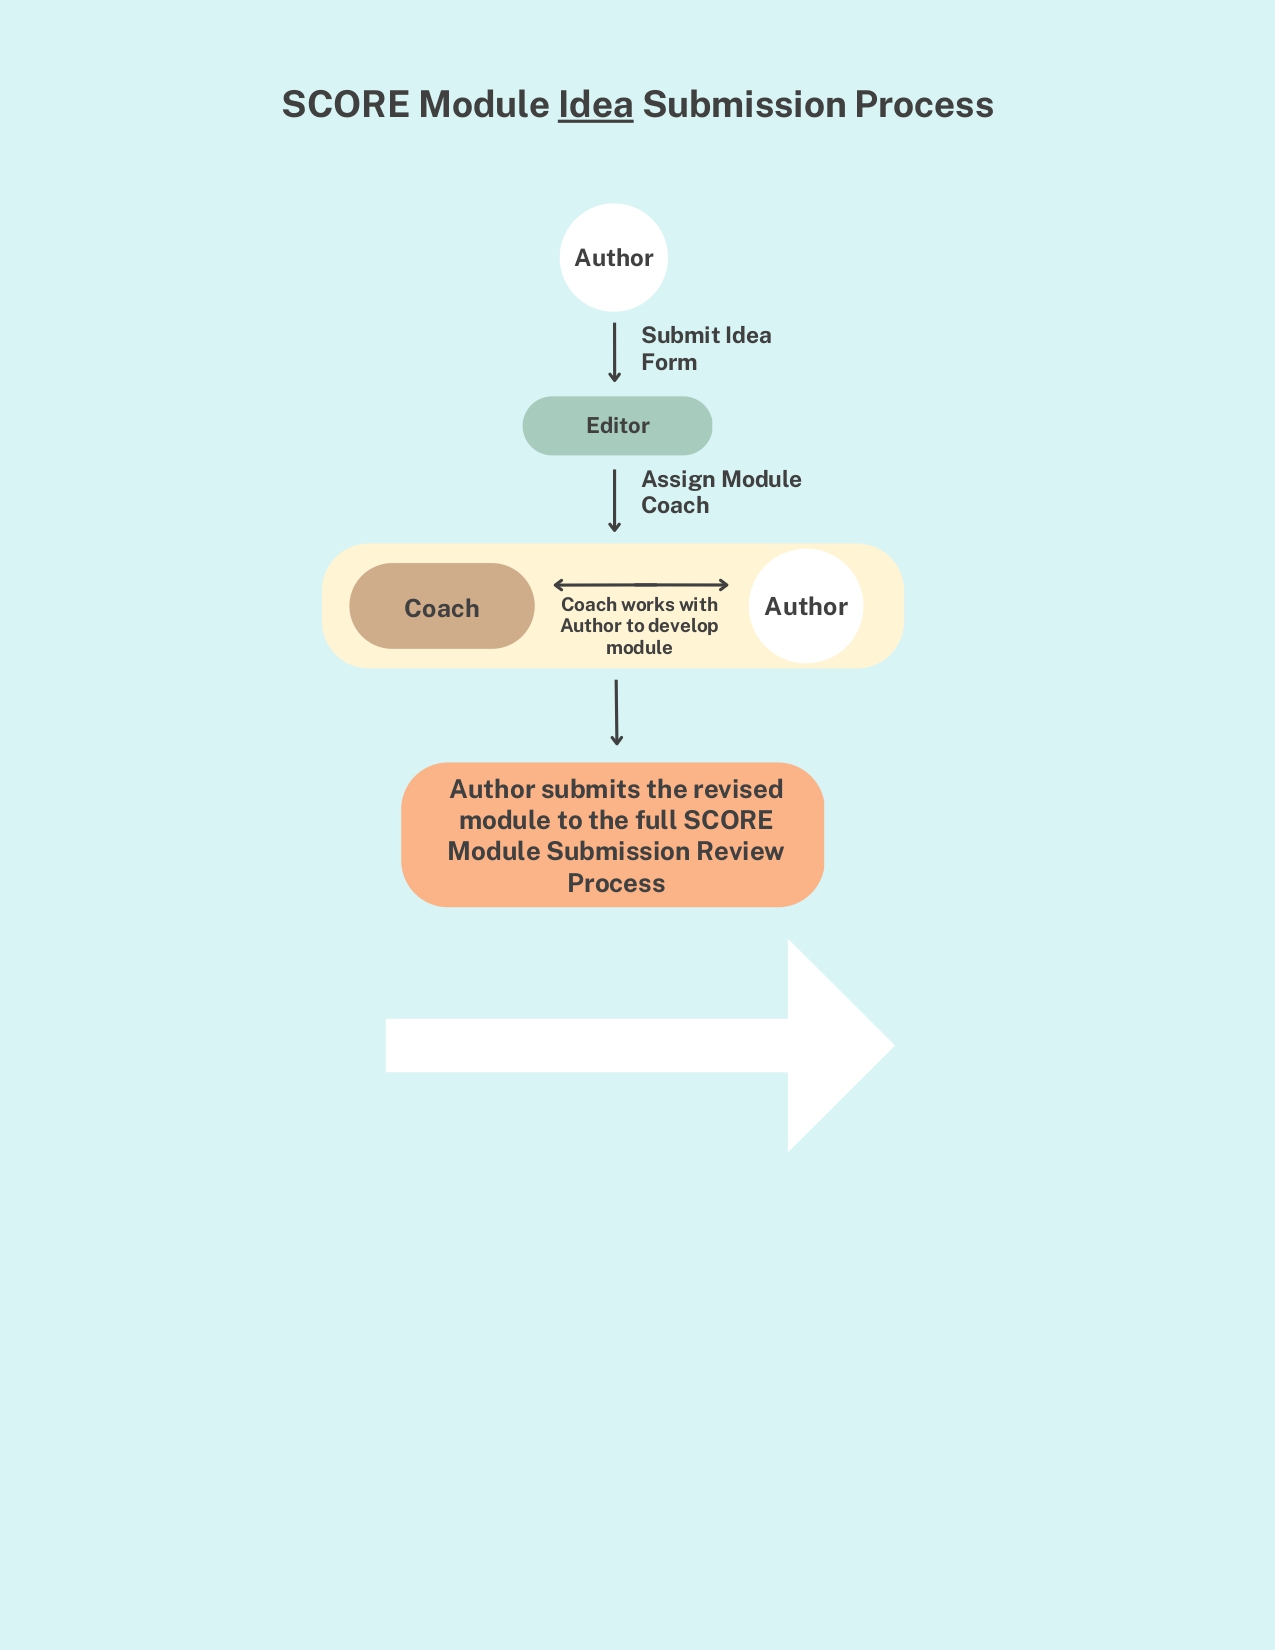 SCORE Module Idea Submission Process
Author
Submit Idea
Form
Editor
Assign Module
Coach
Coach
Coach works with
Author to develop
module
Author
Author submits the revised
module to the full SCORE
Module Submission Review
Process